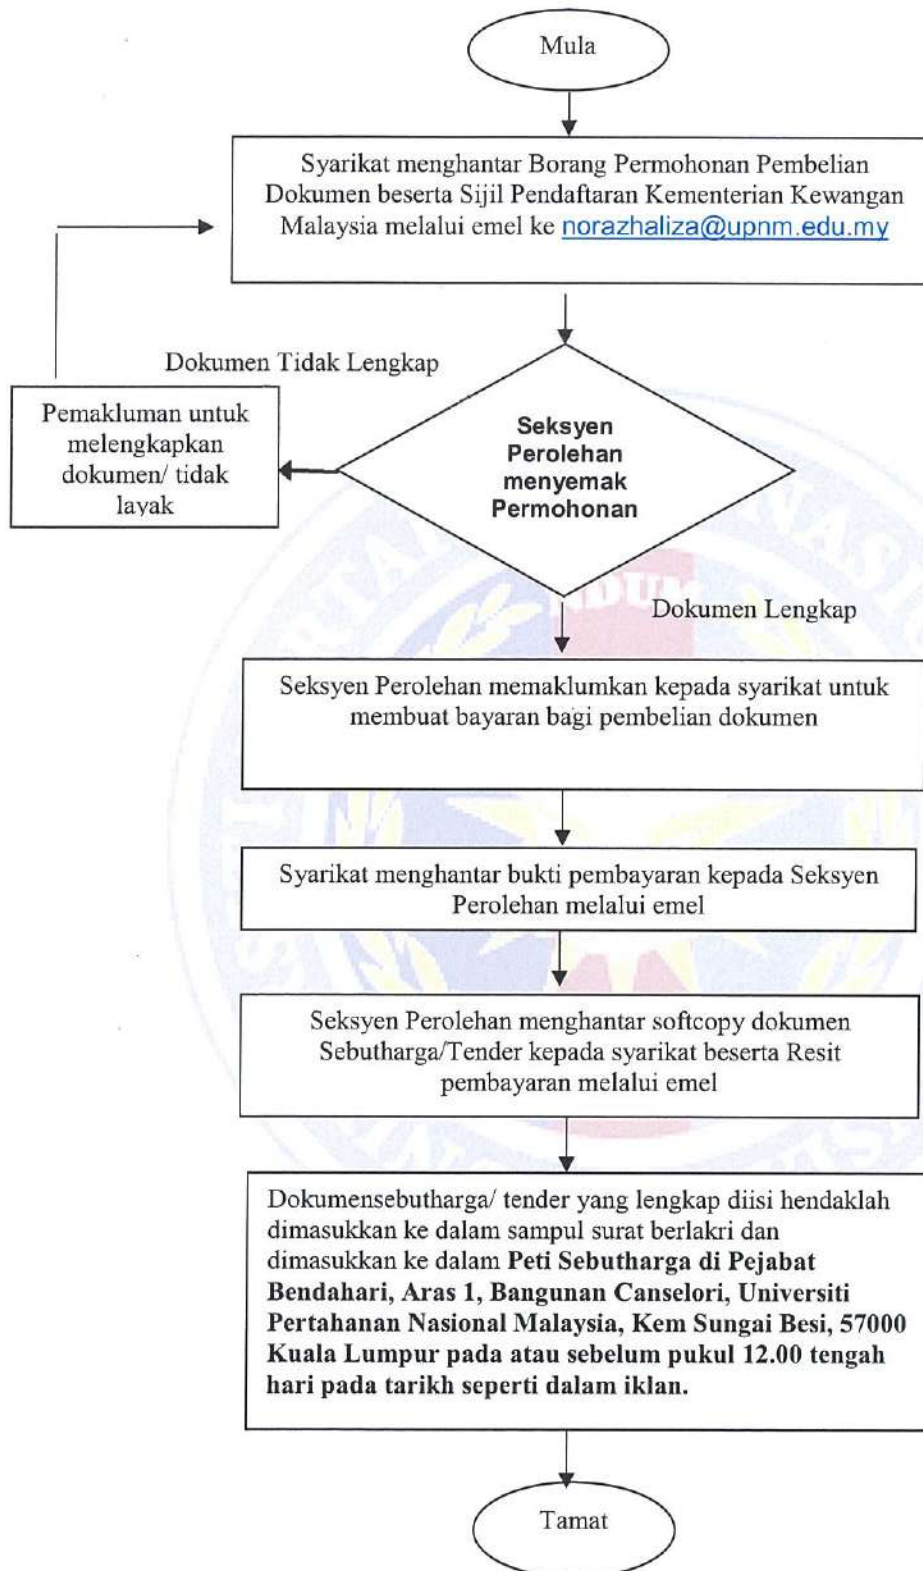 Mula
Syarikat menghantar Borang Permohonan Pembelian
Dokumen beserta Sijil Pendaftaran Kementerian Kewangan
Malaysia melalui emel ke norazhaliza@upnm.edu.my
Dokumen Tidak Lengkap
Pemakluman untuk
melengkapkan
dokumen/ tidak
layak
Seksyen
Perolehan
menyemak
Permohonan
Dokumen Lengkap
Seksyen Perolehan memaklumkan kepada syarikat untuk
membuat bayaran bagi pembelian dokumen
Syarikat menghantar bukti pembayaran kepada Seksyen
Perolehan melalui emel
Seksyen Perolehan menghantar softcopy dokumen
Sebutharga/Tender kepada syarikat beserta Resit
pembayaran melalui emel
Dokumensebutharga/ tender yang lengkap diisi hendaklah
dimasukkan ke dalam sampul surat berlakri dan
dimasukkan ke dalam Peti Sebutharga di Pejabat
Bendahari, Aras 1, Bangunan Canselori, Universiti
Pertahanan Nasional Malaysia, Kem Sungai Besi, 57000
Kuala Lumpur pada atau sebelum pukul 12.00 tengah
hari pada tarikh seperti dalam iklan.
Tamat